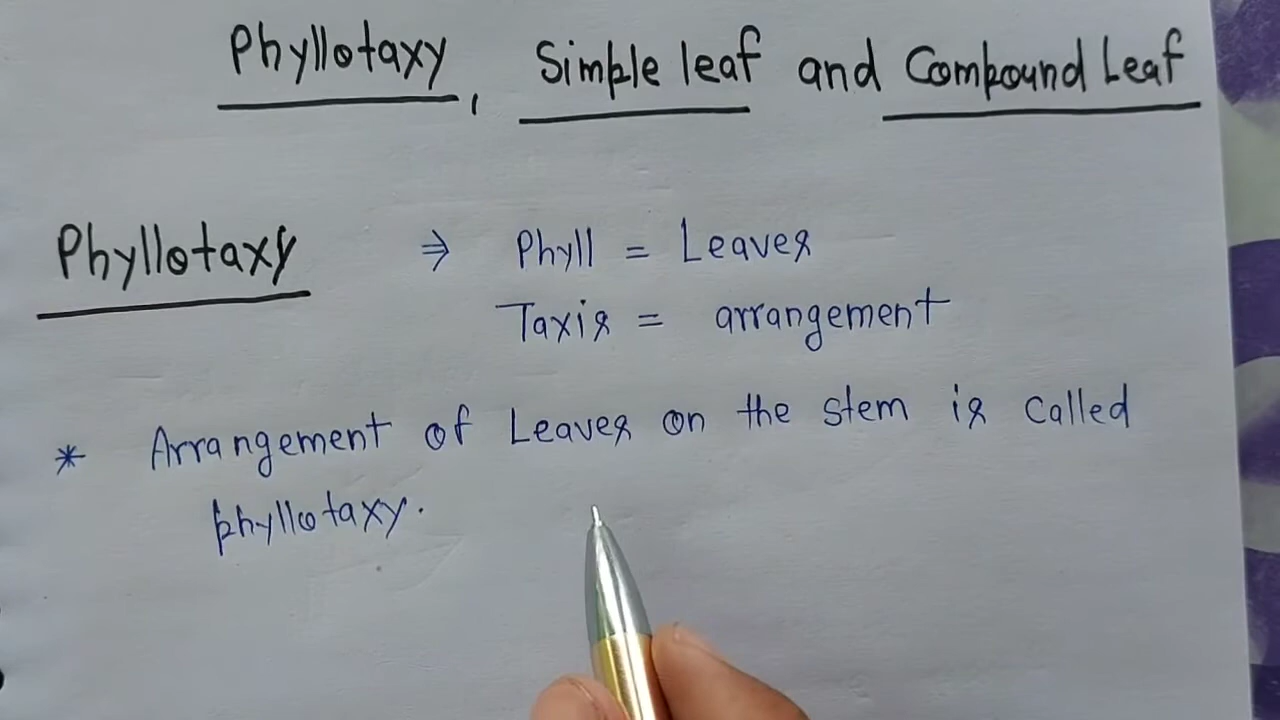 Phyllotaxy, Simple leaf and Compound Leaf
Phyllotaxy ⇒ Phyll = Leaves
Taxis = arrangement
* Arrangement of Leaves on the stem is called
phyllotaxy.